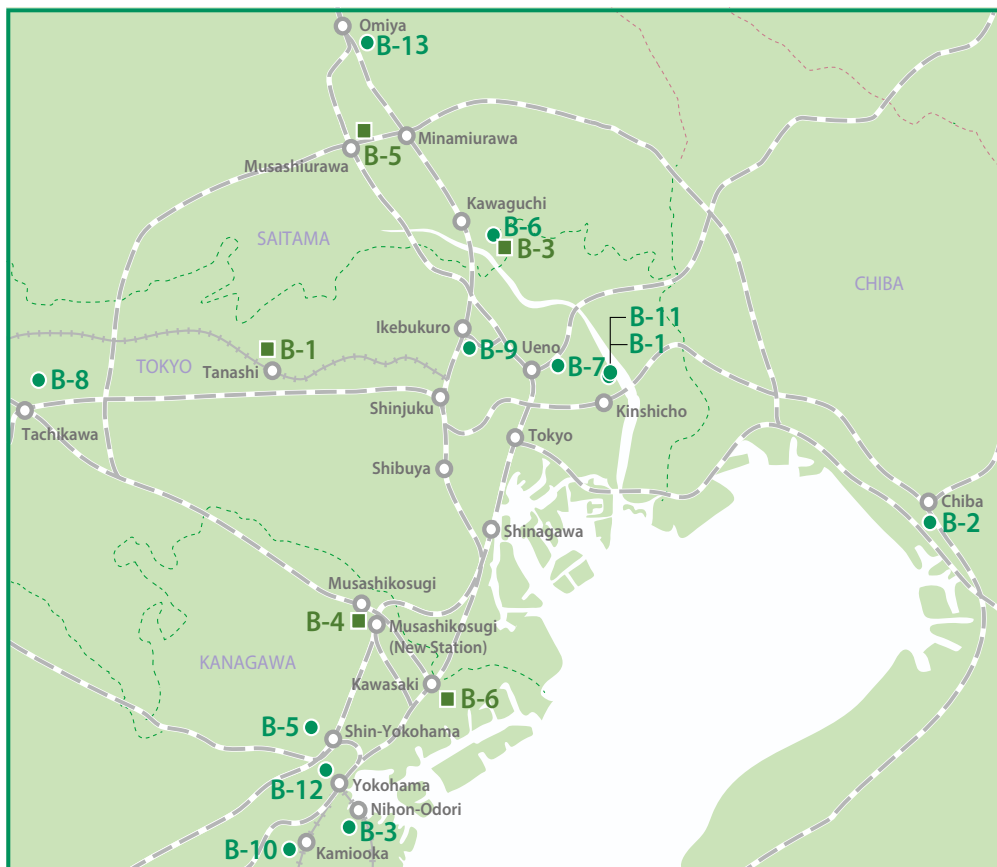 Omiya
B-13
Minamiurawa
Musashiurawa
B-5
Kawaguchi
B-6
B-3
SAITAMA
CHIBA
Ikebukuro
B-11
B-1
B-9
Ueno
B-7
B-1
TOKYO
Tanashi
B-8
Shinjuku
Kinshicho
Tachikawa
Tokyo
Shibuya
Chiba
B-2
Shinagawa
Musashikosugi
B-4
Musashikosugi
(New Station)
KANAGAWA
Kawasaki
B-6
B-5
Shin-Yokohama
B-12
Yokohama
Nihon-Odori
B-3
B-10
Kamiooka